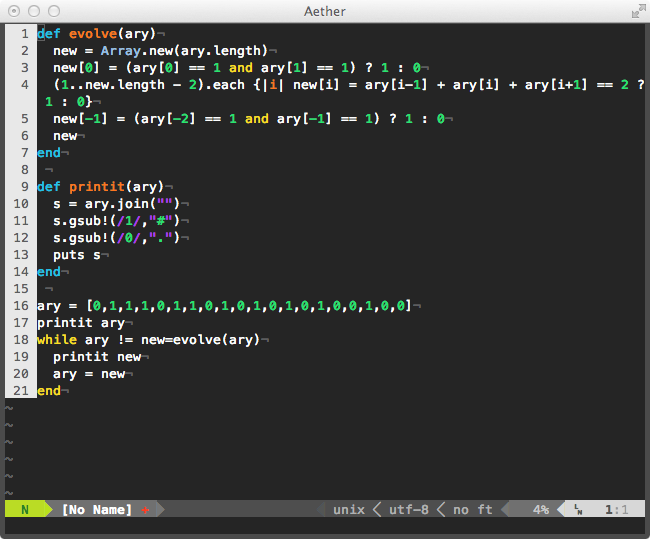 Aether
1 def evolve(ary)¬
2   new = Array.new(ary.length)¬
3   new[0] = (ary[0] == 1 and ary[1] == 1) ? 1 : 0¬
4   (1..new.length - 2).each {|i| new[i] = ary[i-1] + ary[i] + ary[i+1] == 2 ?
 1 : 0}¬
5   new[-1] = (ary[-2] == 1 and ary[-1] == 1) ? 1 : 0¬
6   new¬
7 end¬
8  ¬
9 def printit(ary)¬
10   s = ary.join("")¬
11   s.gsub!(/1/,"#")¬
12   s.gsub!(/0/,".")¬
13   puts s¬
14 end¬
15  ¬
16 ary = [0,1,1,1,0,1,1,0,1,0,1,0,1,0,1,0,1,0,0,1,0,0]¬
17 printit ary¬
18 while ary != new=evolve(ary)¬
19   printit new¬
20   ary = new¬
21 end¬
~
~
~
~
~
~
N [No Name] + unix < utf-8 < no ft 4% LN 1:1